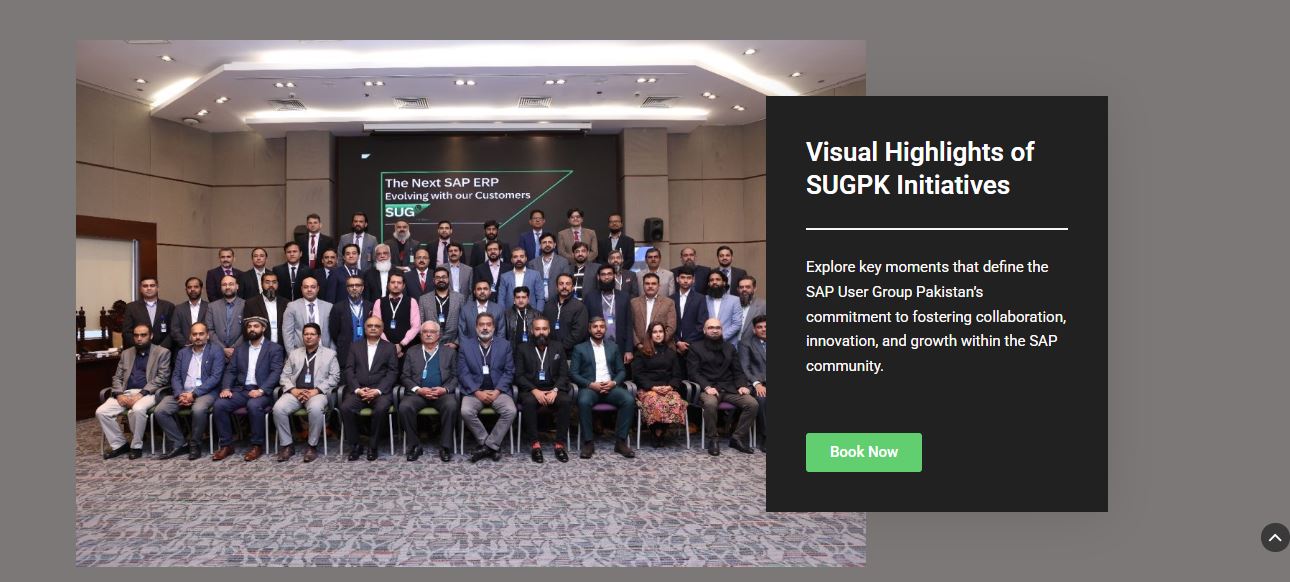 The Next SAP ERP
Evolving with our Customers
SUG
Visual Highlights of
SUGPK Initiatives
Explore key moments that define the
SAP User Group Pakistan's
commitment to fostering collaboration,
innovation, and growth within the SAP
community.
Book Now